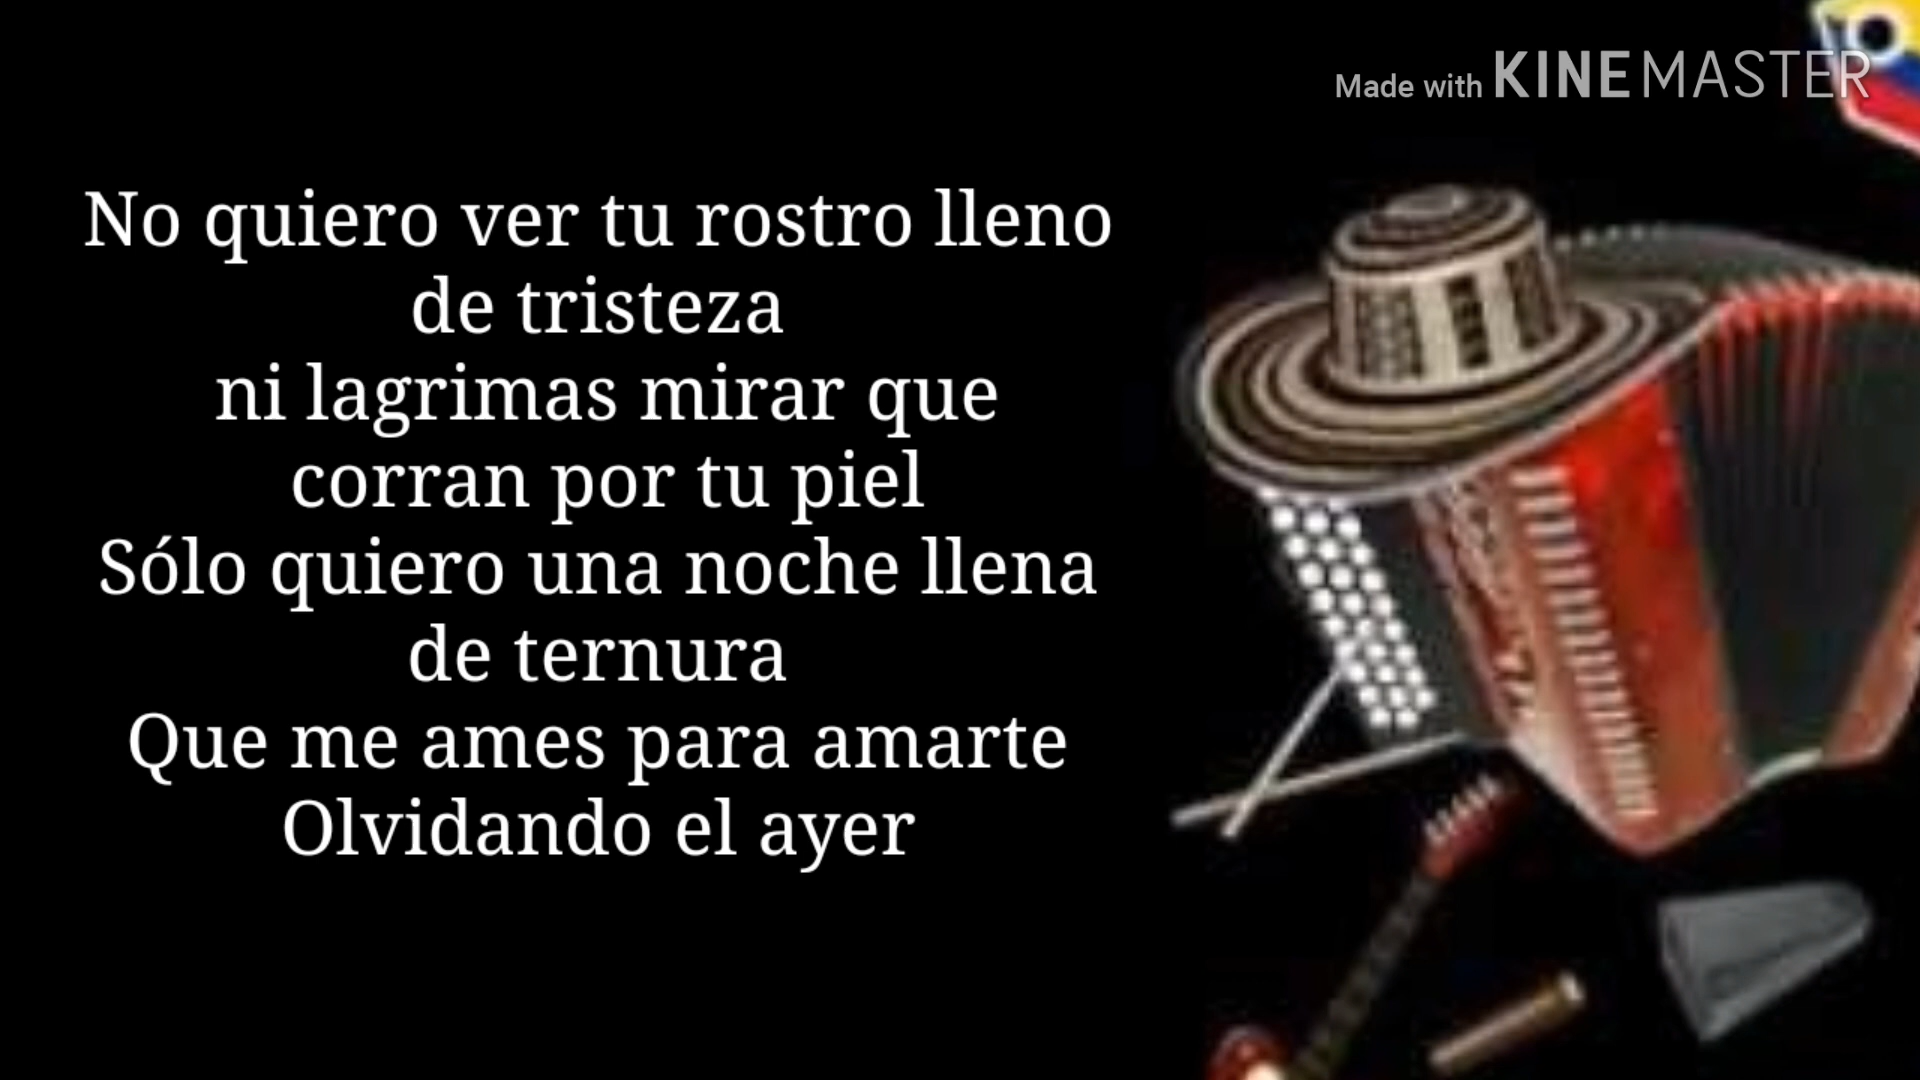 Made with KINEMASTER
No quiero ver tu rostro lleno
de tristeza
ni lagrimas mirar que
corran por tu piel
Sólo quiero una noche llena
de ternura
Que me ames para amarte
Olvidando el ayer